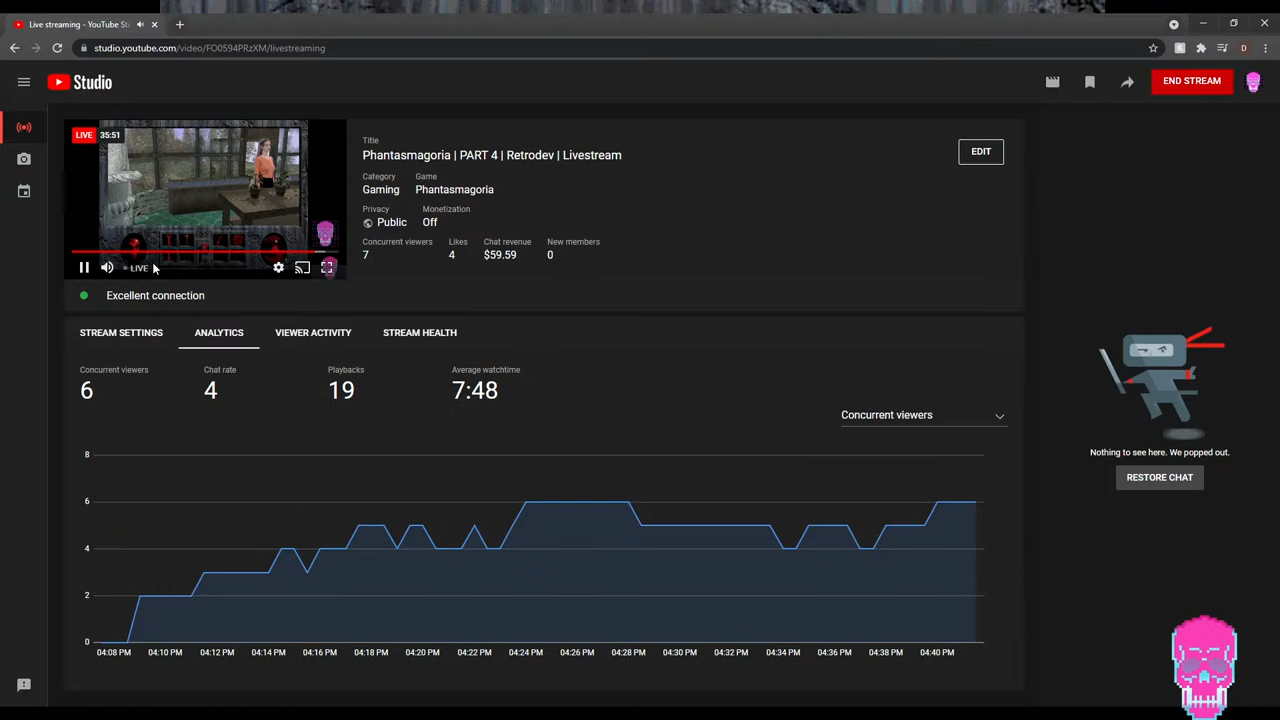 Live streaming - YouTube St
studio.youtube.com/video/FO0594PRzXM/livestreaming
D
Studio
END STREAM
LIVE 35:51
LIVE
Title
Phantasmagoria | PART 4 | Retrodev | Livestream
EDIT
Category Game
Gaming Phantasmagoria
Privacy Monetization
Public Off
Concurrent viewers Likes Chat revenue New members
7 4 $59.59 0
Excellent connection
STREAM SETTINGS ANALYTICS VIEWER ACTIVITY STREAM HEALTH
Concurrent viewers Chat rate Playbacks Average watchtime
6 4 19 7:48
Concurrent viewers
8
6
4
2
0
04:08 PM 04:10 PM 04:12 PM 04:14 PM 04:16 PM 04:18 PM 04:20 PM 04:22 PM 04:24 PM 04:26 PM 04:28 PM 04:30 PM 04:32 PM 04:34 PM 04:36 PM 04:38 PM 04:40 PM
Nothing to see here. We popped out.
RESTORE CHAT